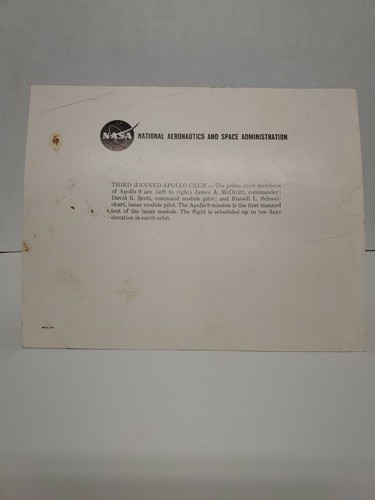 NASA NATIONAL AERONAUTICS AND SPACE ADMINISTRATION
THIRD MANNED APOLLO CREW — The prime crew members
of Apollo 9 are (left to right) James A. McDivitt, commander;
David R. Scott, command module pilot; and Russell L. Schwei-
ckart, lunar module pilot. The Apollo 9 mission is the first manned
test of the lunar module. The flight is scheduled up to ten days
duration in earth orbit.